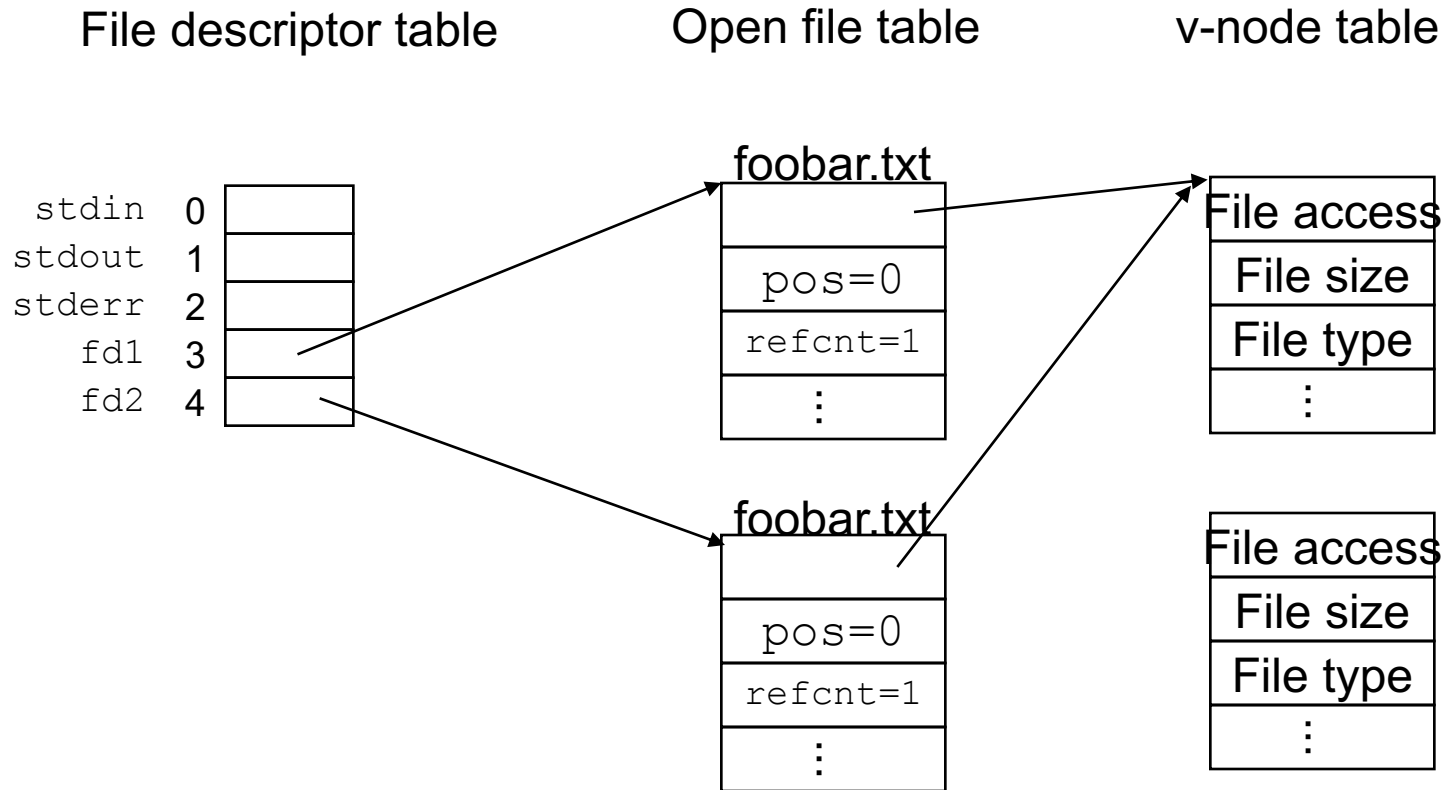 File descriptor table
Open file table
v-node table
stdin 0
stdout 1
stderr 2
fd1 3
fd2 4
foobar.txt
pos=0
refcnt=1
⋮
foobar.txt
pos=0
refcnt=1
⋮
File access
File size
File type
⋮
File access
File size
File type
⋮